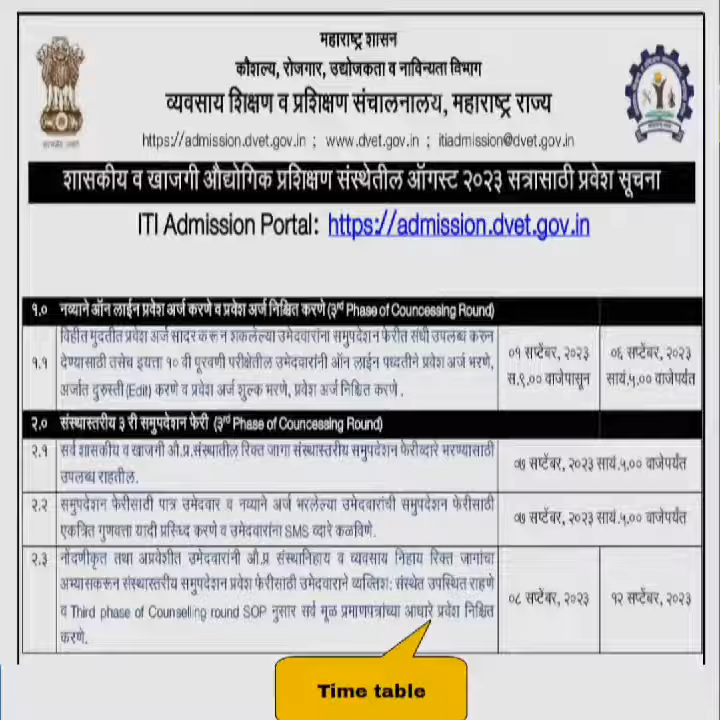 महाराष्ट्र शासन
कौशल्य, रोजगार, उद्योजकता व नाविन्यता विभाग
व्यवसाय शिक्षण व प्रशिक्षण संचालनालय, महाराष्ट्र राज्य
https://admission.dvet.gov.in ; www.dvet.gov.in ; itiadmission@dvet.gov.in
शासकीय व खाजगी औद्योगिक प्रशिक्षण संस्थेतील ऑगस्ट २०२३ सत्रासाठी प्रवेश सूचना
ITI Admission Portal: https://admission.dvet.gov.in
१.० नव्याने ऑन लाईन प्रवेश अर्ज करणे व प्रवेश अर्ज निश्चित करणे (३rd Phase of Councessing Round)
विहीत मुदतीत प्रवेश अर्ज सादर करू न शकलेल्या उमेदवारांना समुपदेशन फेरीत संधी उपलब्ध करुन
१.१ देण्यासाठी तसेच इयत्ता १० वी पूरवणी परीक्षेतील उमेदवारांनी ऑन लाईन पध्दतीने प्रवेश अर्ज भरणे,
अर्जात दुरुस्ती (Edit) करणे व प्रवेश अर्ज शुल्क भरणे, प्रवेश अर्ज निश्चित करणे .
०१ सप्टेंबर, २०२३
स.९.०० वाजेपासून
०६ सप्टेंबर, २०२३
सायं.५.०० वाजेपर्यंत
२.० संस्थास्तरीय ३ री समुपदेशन फेरी (३rd Phase of Councessing Round)
२.१ सर्व शासकीय व खाजगी औ.प्र.संस्थातील रिक्त जागा संस्थास्तरीय समुपदेशन फेरीव्दारे भरण्यासाठी
उपलब्ध राहतील.
०७ सप्टेंबर, २०२३ सायं.५.०० वाजेपर्यंत
२.२ समुपदेशन फेरीसाठी पात्र उमेदवार व नव्याने अर्ज भरलेल्या उमेदवारांची समुपदेशन फेरीसाठी
एकत्रित गुणवत्ता यादी प्रसिध्द करणे व उमेदवारांना SMS व्दारे कळविणे.
०७ सप्टेंबर, २०२३ सायं.५.०० वाजेपर्यंत
२.३ नोंदणीकृत तथा अप्रवेशीत उमेदवारांनी औ.प्र संस्थानिहाय व व्यवसाय निहाय रिक्त जागांचा
अभ्यासकरून संस्थास्तरीय समुपदेशन प्रवेश फेरीसाठी उमेदवाराने व्यक्तिश: संस्थेत उपस्थित राहणे
व Third phase of Counselling round SOP नुसार सर्व मूळ प्रमाणपत्रांच्या आधारे प्रवेश निश्चित
करणे.
०८ सप्टेंबर, २०२३
१२ सप्टेंबर, २०२३
Time table